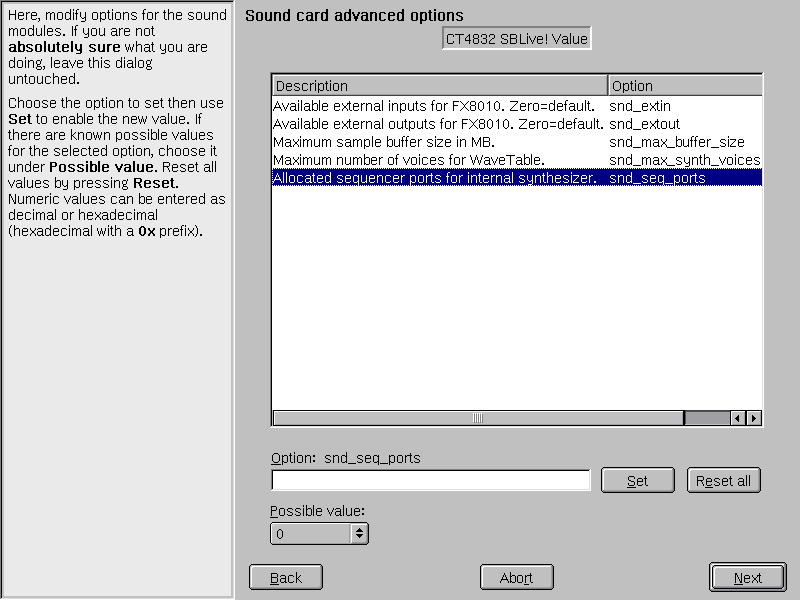 Here, modify options for the sound
modules. If you are not
absolutely sure what you are
doing, leave this dialog
untouched.
Choose the option to set then use
Set to enable the new value. If
there are known possible values
for the selected option, choose it
under Possible value. Reset all
values by pressing Reset.
Numeric values can be entered as
decimal or hexadecimal
(hexadecimal with a 0x prefix).
Sound card advanced options
CT4832 SBLive! Value
Description Option
Available external inputs for FX8010. Zero=default. snd_extin
Available external outputs for FX8010. Zero=default. snd_extout
Maximum sample buffer size in MB. snd_max_buffer_size
Maximum number of voices for WaveTable. snd_max_synth_voices
Allocated sequencer ports for internal synthesizer. snd_seq_ports
Option: snd_seq_ports
Set Reset all
Possible value:
0
Back Abort Next